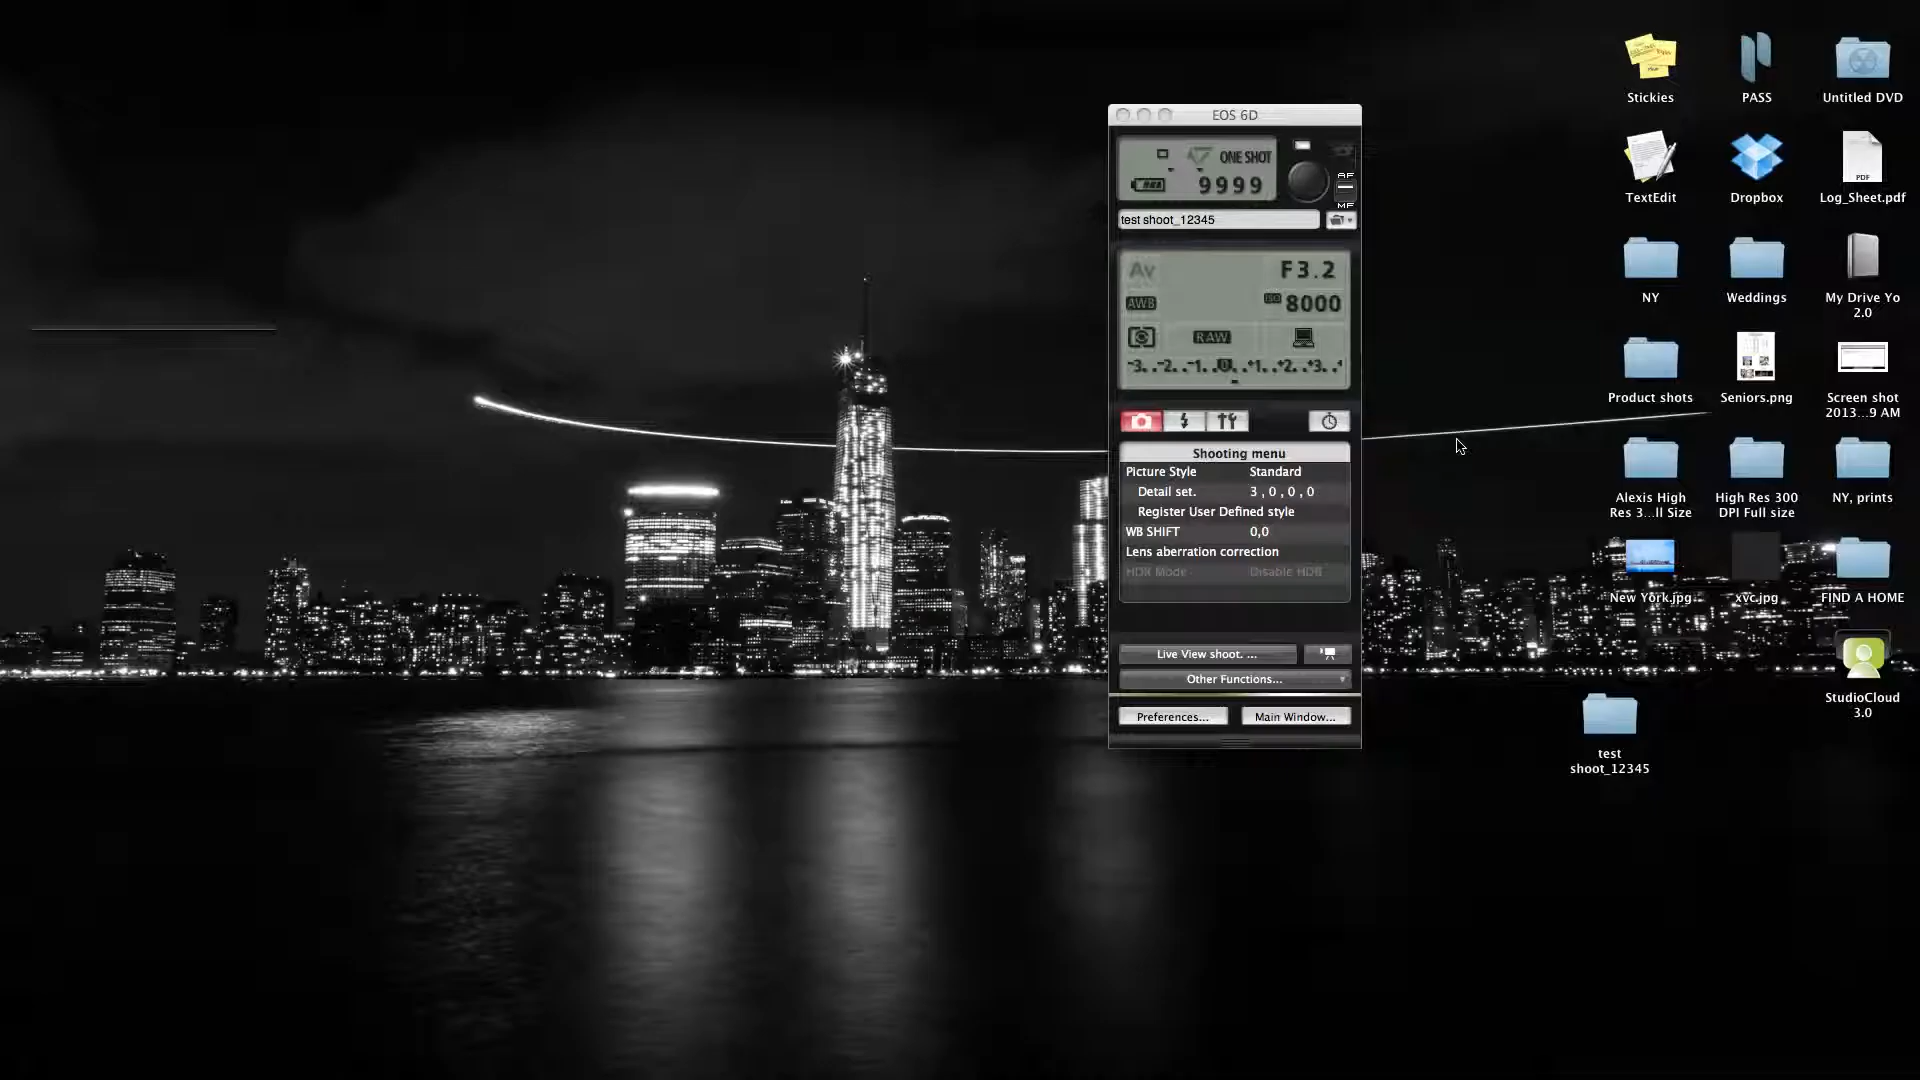 EOS 6D
ONE SHOT
9999
AF
MF
test shoot_12345
Av
F3.2
AWB
ISO 8000
RAW
-3..-2..-1..0..+1..+2..+3..+
Shooting menu
Picture Style Standard
Detail set. 3 , 0 , 0 , 0
Register User Defined style
WB SHIFT 0,0
Lens aberration correction
HDR Mode Disable HDR
Live View shoot. ...
Other Functions...
Preferences...
Main Window...
Stickies
PASS
Untitled DVD
TextEdit
Dropbox
PDF
Log_Sheet.pdf
NY
Weddings
My Drive Yo
2.0
Product shots
Seniors.png
Screen shot
2013...9 AM
Alexis High
Res 3...ll Size
High Res 300
DPI Full size
NY, prints
New York.jpg
xvc.jpg
FIND A HOME
StudioCloud
3.0
test
shoot_12345